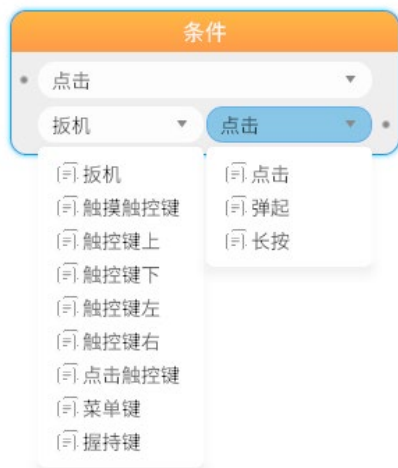 条件
点击
扳机 点击
扳机 点击
触摸触控键 弹起
触控键上 长按
触控键下
触控键左
触控键右
点击触控键
菜单键
握持键